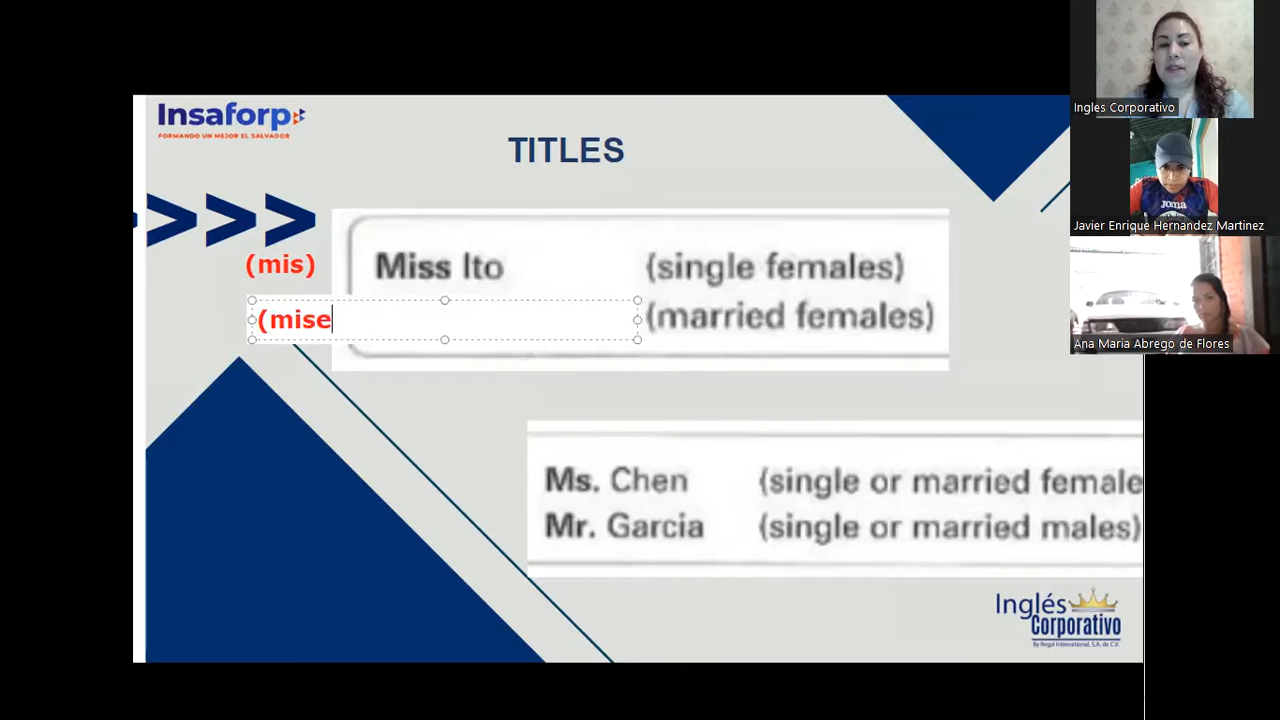 Insaforp
FORMANDO UN MEJOR EL SALVADOR
TITLES
(mis)
Miss Ito (single females)
(mise
(married females)
Ms. Chen (single or married female
Mr. Garcia (single or married males)
Inglés
Corporativo
By Regal International, S.A. de C.V.
Ingles Corporativo
joma
Javier Enrique Hernandez Martinez
Ana Maria Abrego de Flores